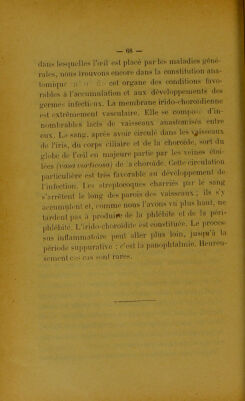 — 68 —
dans lesquelles l'œil est placé par les maladies géné-
rales, nous trouvons encore dans la constitution ana-
tomique cet organe des conditions favo-
rables à l'accumulation et aux développements des
germes infectieux. La membrane irido-choroïdienne
est extrêmement vasculaire. Elle se compose d'in-
nombrables lacis de vaisseaux anatomisés entre
eux. Le sang, après avoir circulé dans les vaisseaux
de l'iris, du corps ciliaire et de la choroïde, sort du
globe de l'œil en majeure partie par les veines étoi-
lées (vasa vorticosa) de a choroïde. Cette circulation
particulière est très favorable au développement de
l'infection. Les streptocoques charriés par le sang
s'arrêtent le long des parois des vaisseaux ; ils s'y
accumulent et, comme nous l'avons vu plus haut, ne
tardent pas à produire de la phlébite et de la péri-
phlébite. L'irido-choroïdite est constituée. Le proces-
sus inflammatoire peut aller plus loin, jusqu'à la
période suppurative : c'est la panophtalmie. Heureu-
sement ces cas sont rares.